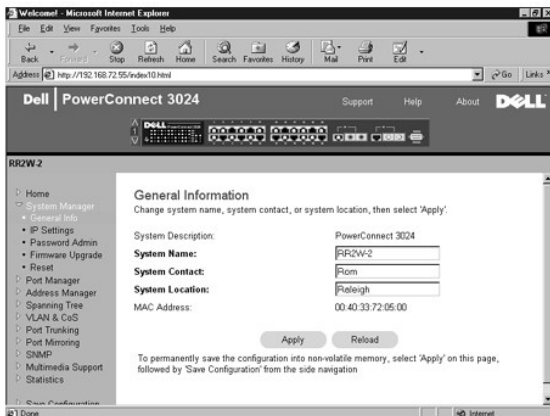 Welcome! - Microsoft Internet Explorer
File Edit View Favorites Tools Help
Back Forward Stop Refresh Home Search Favorites History Mail Print Edit
Address http://192.168.72.55/index10.html Go Links
Dell PowerConnect 3024 Support Help About DELL
DELL
RR2W-2
Home
System Manager
General Info
IP Settings
Password Admin
Firmware Upgrade
Reset
Port Manager
Address Manager
Spanning Tree
VLAN & CoS
Port Trunking
Port Mirroring
SNMP
Multimedia Support
Statistics
Save Configuration
General Information
Change system name, system contact, or system location, then select 'Apply'.
System Description: PowerConnect 3024
System Name: RR2W-2
System Contact: Rom
System Location: Raleigh
MAC Address: 00:40:33:72:05:00
Apply Reload
To permanently save the configuration into non-volatile memory, select 'Apply' on this page,
followed by 'Save Configuration' from the side navigation
Done Internet